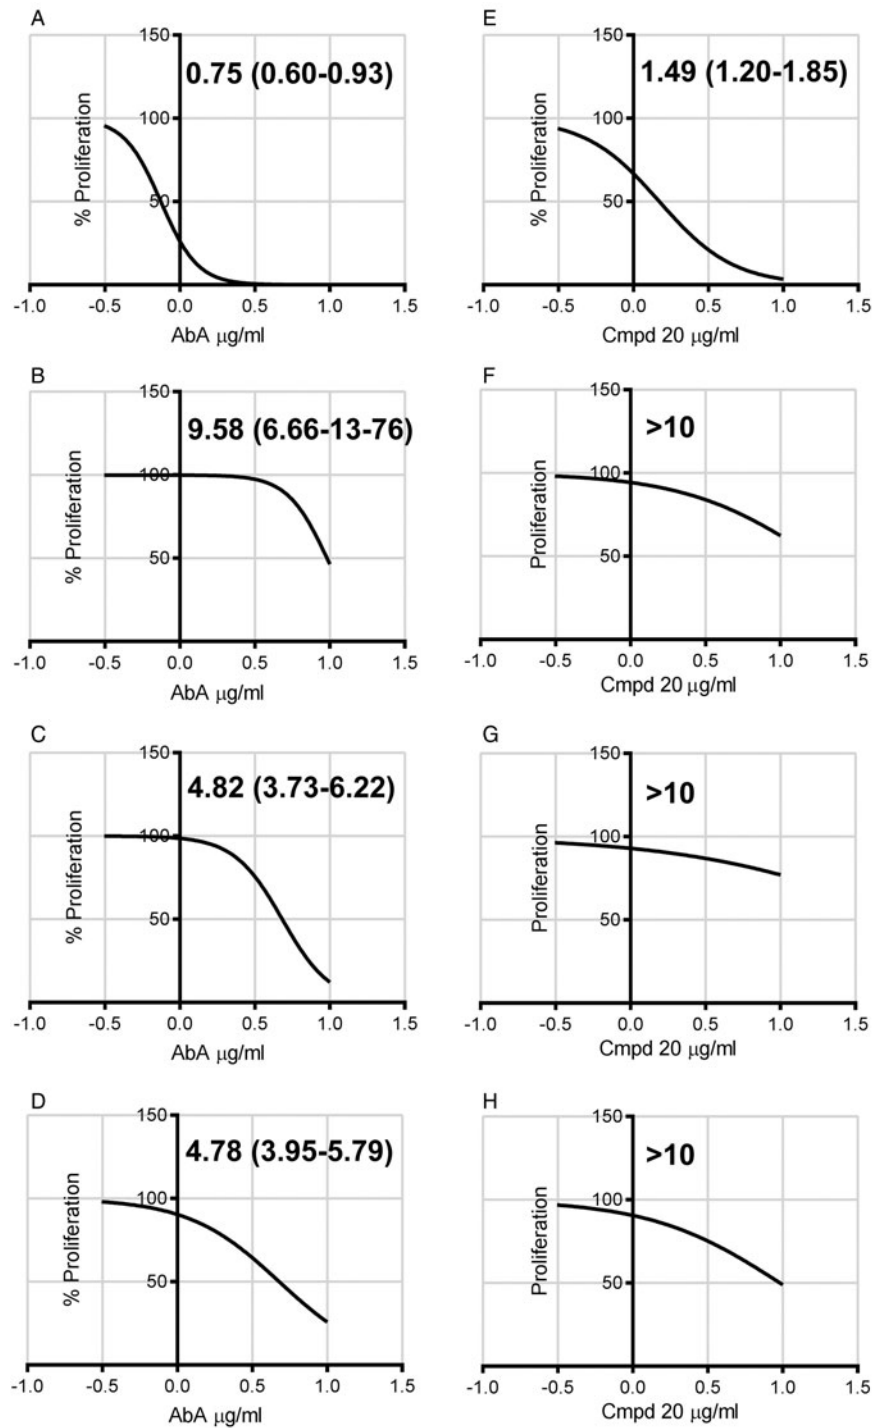 A
150
0.75 (0.60-0.93)
100
50
% Proliferation
-1.0 -0.5 0.0 0.5 1.0 1.5
AbA µg/ml
E
150
1.49 (1.20-1.85)
100
50
% Proliferation
-1.0 -0.5 0.0 0.5 1.0 1.5
Cmpd 20 µg/ml
B
150
9.58 (6.66-13-76)
100
50
% Proliferation
-1.0 -0.5 0.0 0.5 1.0 1.5
AbA µg/ml
F
150
>10
100
50
Proliferation
-1.0 -0.5 0.0 0.5 1.0 1.5
Cmpd 20 µg/ml
C
150
4.82 (3.73-6.22)
100
50
% Proliferation
-1.0 -0.5 0.0 0.5 1.0 1.5
AbA µg/ml
G
150
>10
100
50
Proliferation
-1.0 -0.5 0.0 0.5 1.0 1.5
Cmpd 20 µg/ml
D
150
4.78 (3.95-5.79)
100
50
% Proliferation
-1.0 -0.5 0.0 0.5 1.0 1.5
AbA µg/ml
H
150
>10
100
50
Proliferation
-1.0 -0.5 0.0 0.5 1.0 1.5
Cmpd 20 µg/ml